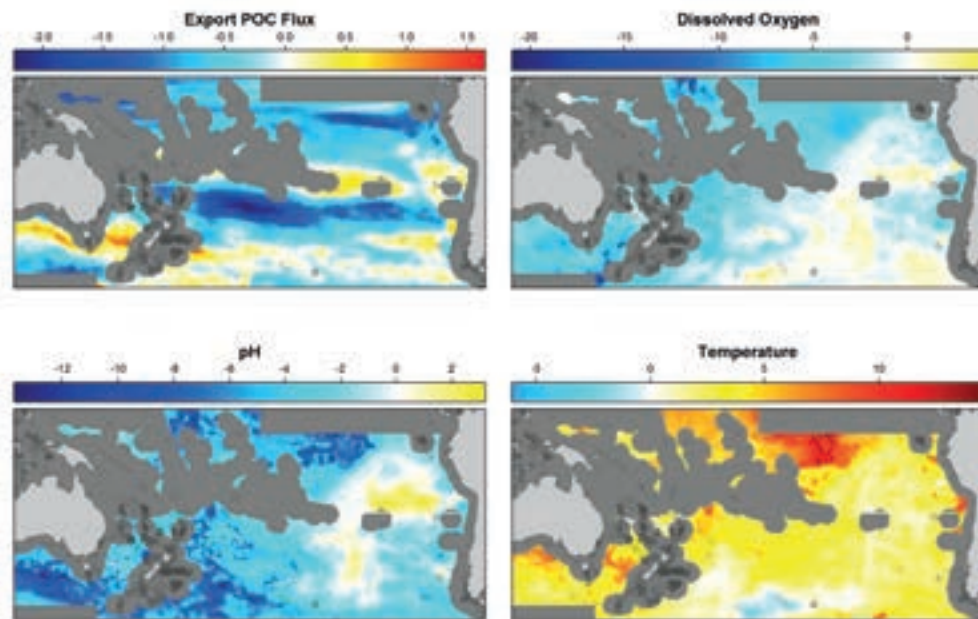 Export POC Flux
-2.0 -1.5 -1.0 -0.5 0.0 0.5 1.0 1.5
Dissolved Oxygen
-20 -15 -10 -5 0
pH
-12 -10 -8 -6 -4 -2 0 2
Temperature
-5 0 5 10